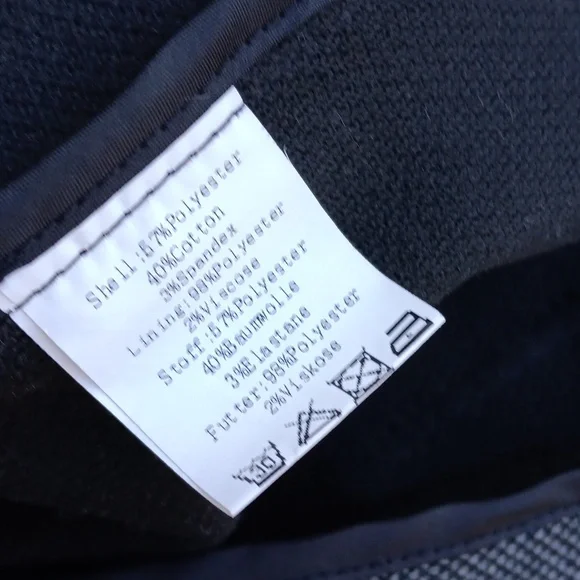 Shell:57%Polyester
40%Cotton
3%Spandex
Lining:98%Polyester
2%Viscose
Stoff:57%Polyester
40%Baumwolle
3%Elastane
Futter:98%Polyester
2%Viskose
30